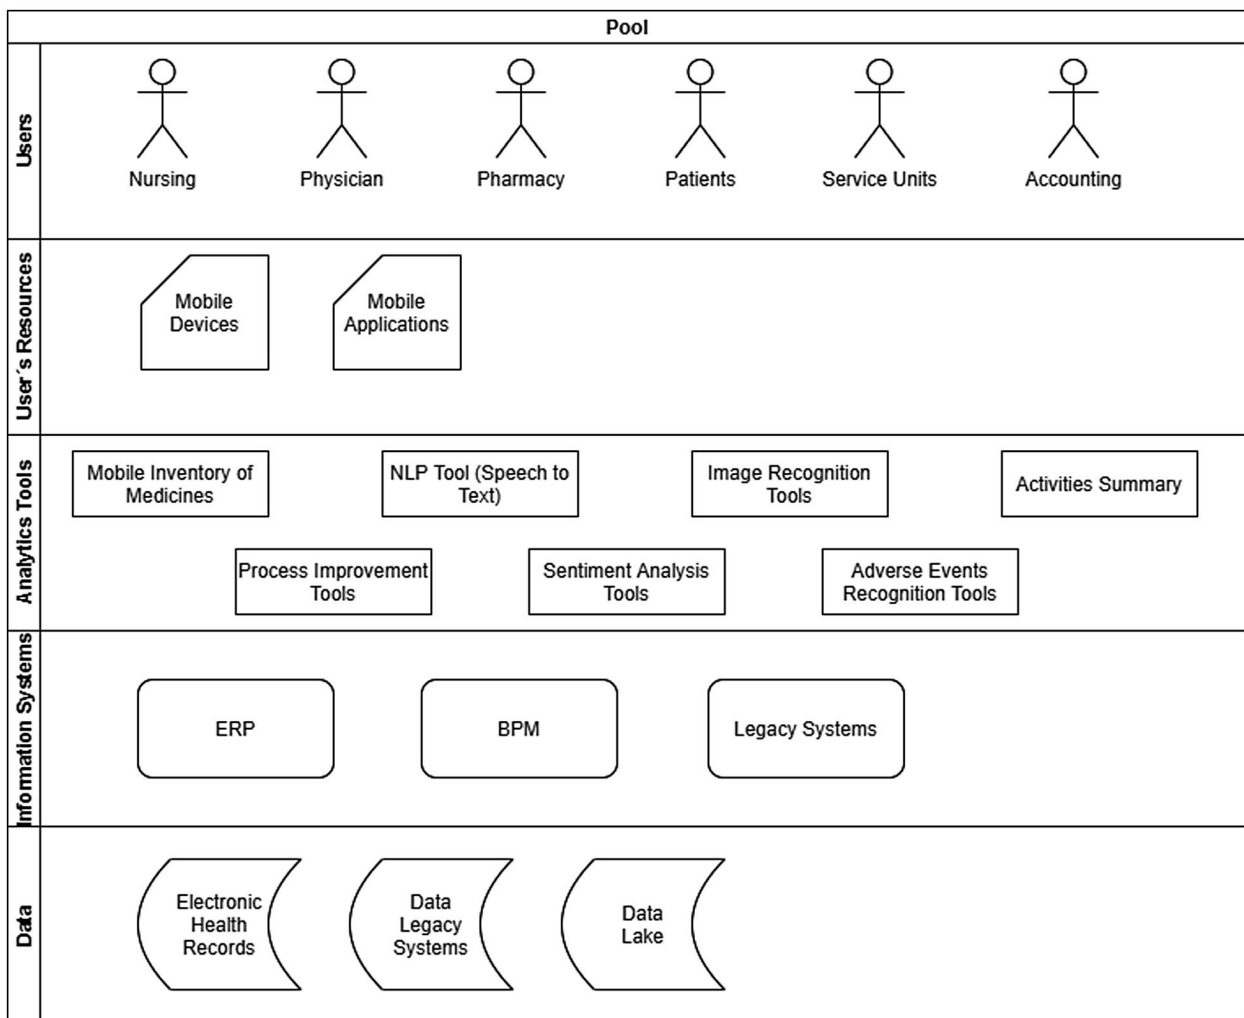 Pool
Users
Nursing
Physician
Pharmacy
Patients
Service Units
Accounting
User´s Resources
Mobile
Devices
Mobile
Applications
Analytics Tools
Mobile Inventory of
Medicines
NLP Tool (Speech to
Text)
Image Recognition
Tools
Activities Summary
Process Improvement
Tools
Sentiment Analysis
Tools
Adverse Events
Recognition Tools
Information Systems
ERP
BPM
Legacy Systems
Data
Electronic
Health
Records
Data
Legacy
Systems
Data
Lake